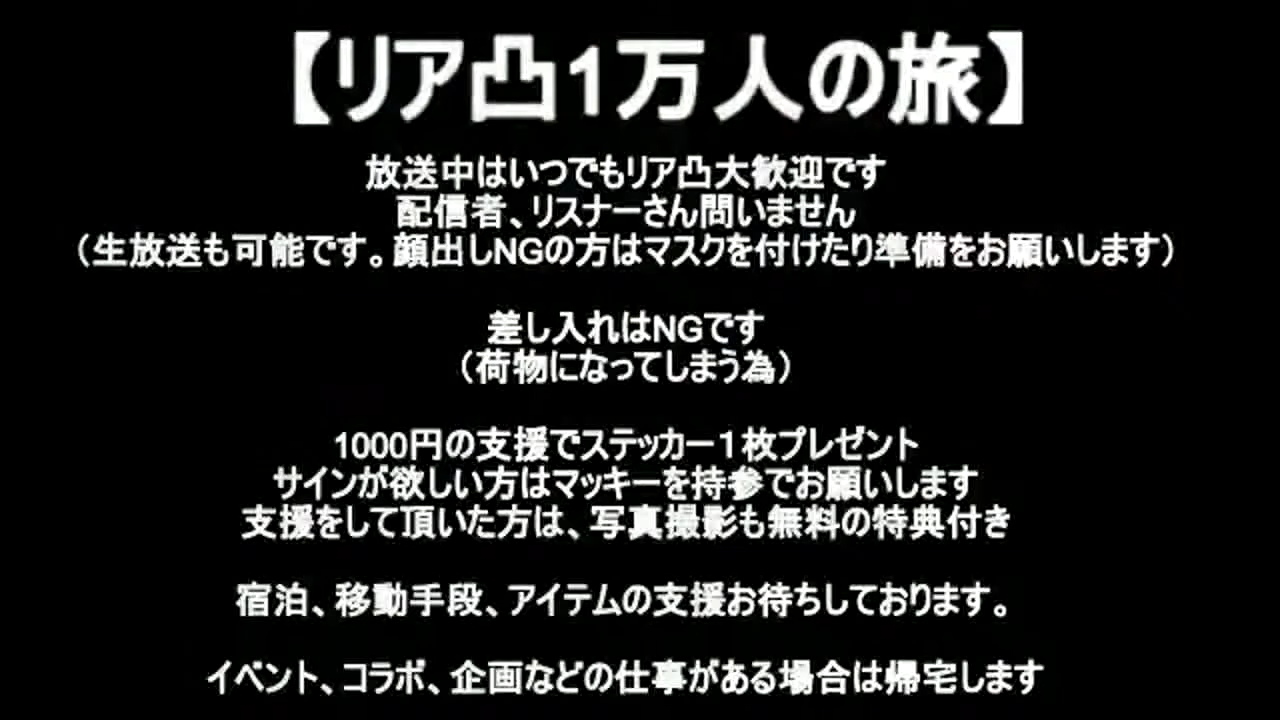 【リア凸1万人の旅】
放送中はいつでもリア凸大歓迎です
配信者、リスナーさん問いません
（生放送も可能です。顔出しNGの方はマスクを付けたり準備をお願いします）
差し入れはNGです
（荷物になってしまう為）
1000円の支援でステッカー１枚プレゼント
サインが欲しい方はマッキーを持参でお願いします
支援をして頂いた方は、写真撮影も無料の特典付き
宿泊、移動手段、アイテムの支援お待ちしております。
イベント、コラボ、企画などの仕事がある場合は帰宅します